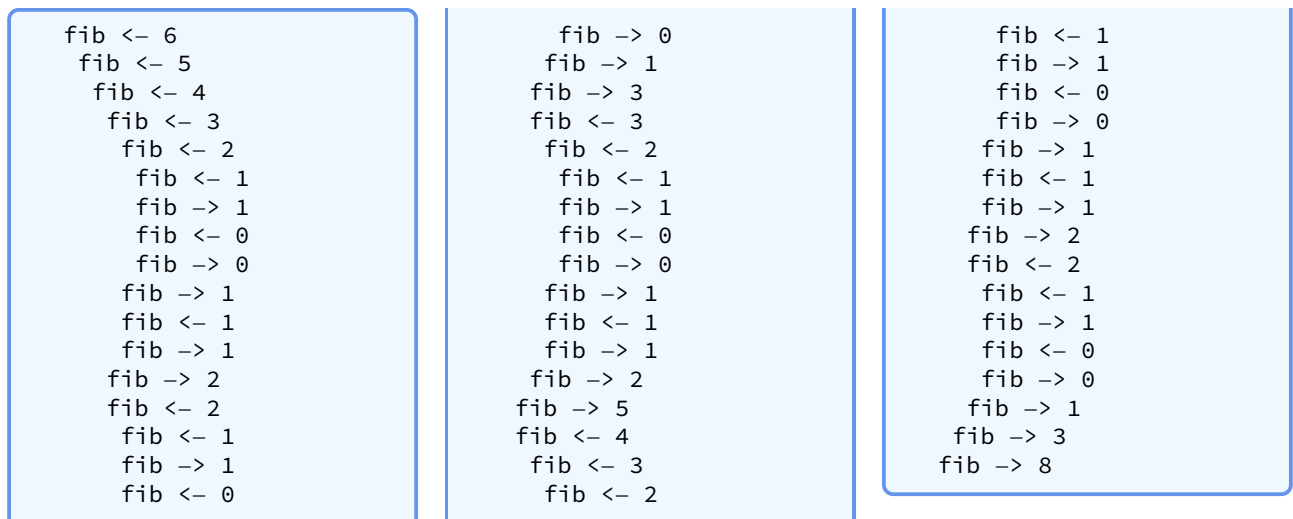 fib <– 6
 fib <– 5
  fib <– 4
   fib <– 3
    fib <– 2
     fib <– 1
     fib –> 1
     fib <– 0
     fib –> 0
    fib –> 1
    fib <– 1
    fib –> 1
   fib –> 2
   fib <– 2
    fib <– 1
    fib –> 1
    fib <– 0
    fib –> 0
   fib –> 1
  fib –> 3
  fib <– 3
   fib <– 2
    fib <– 1
    fib –> 1
    fib <– 0
    fib –> 0
   fib –> 1
   fib <– 1
   fib –> 1
  fib –> 2
 fib –> 5
 fib <– 4
  fib <– 3
   fib <– 2
    fib <– 1
    fib –> 1
    fib <– 0
    fib –> 0
   fib –> 1
   fib <– 1
   fib –> 1
  fib –> 2
  fib <– 2
   fib <– 1
   fib –> 1
   fib <– 0
   fib –> 0
  fib –> 1
 fib –> 3
fib –> 8